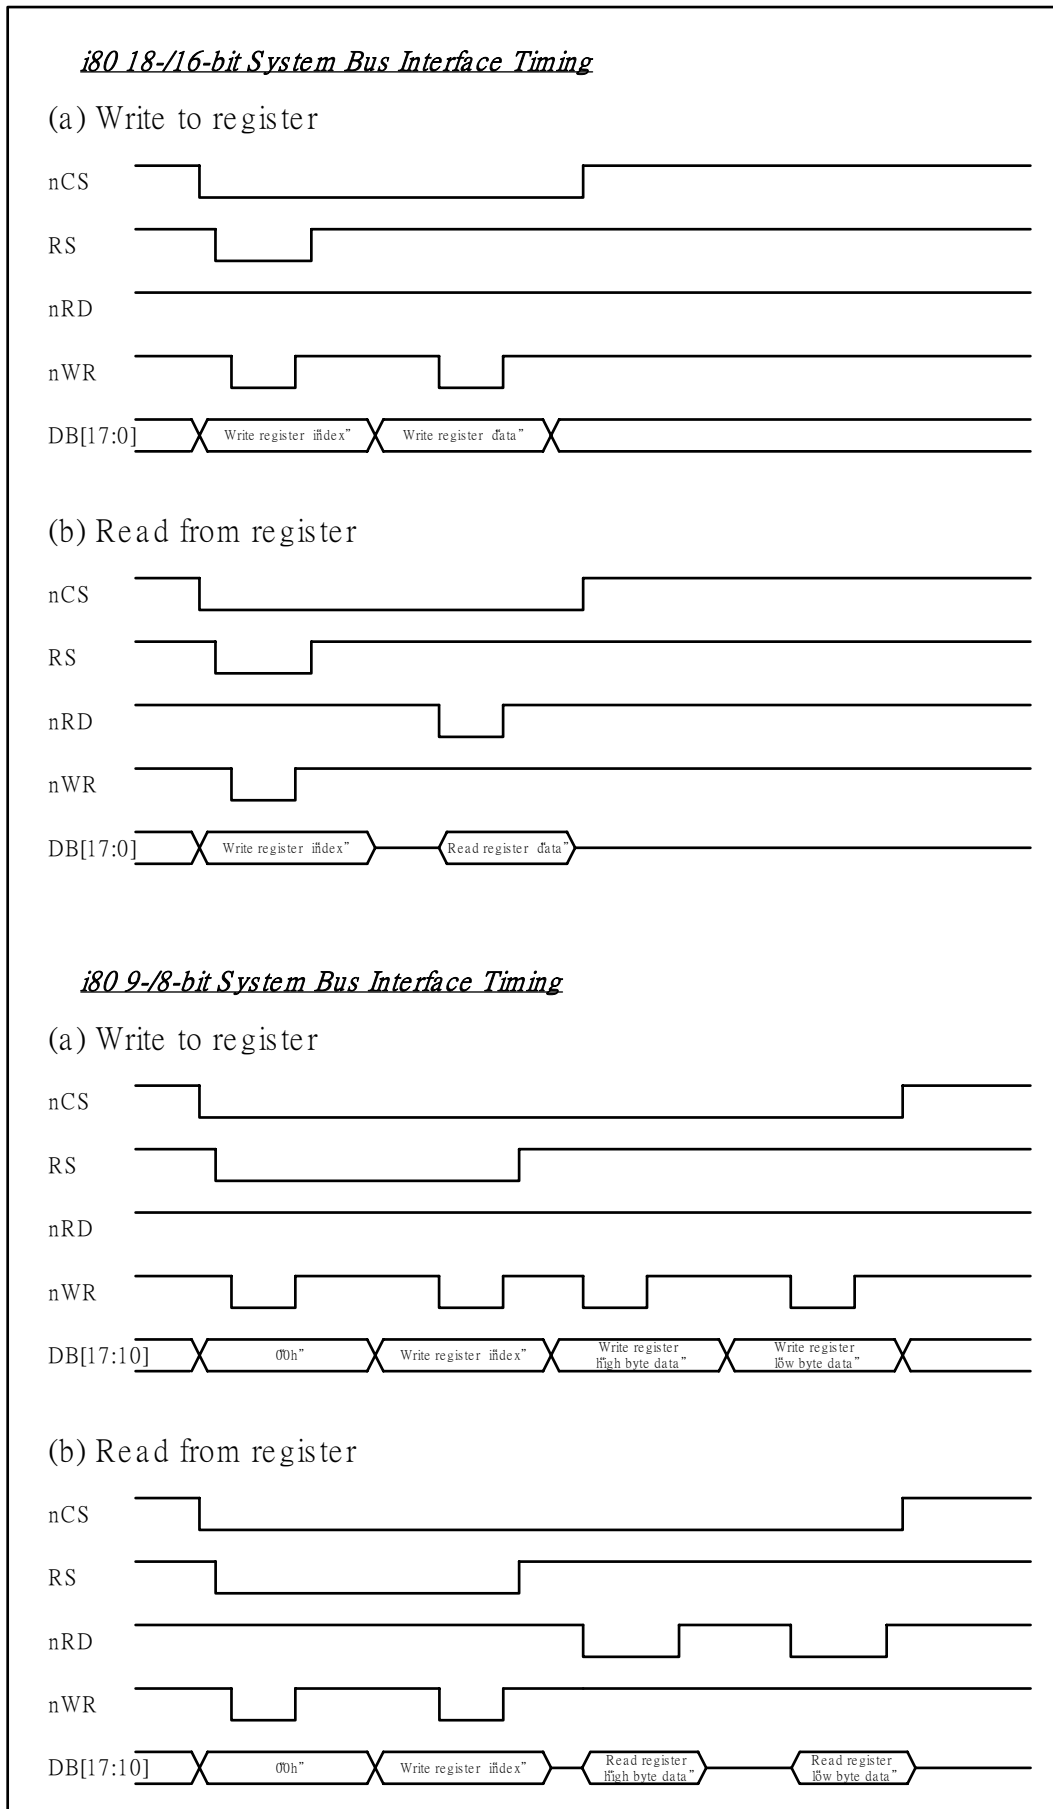 i80 18-/16-bit System Bus Interface Timing
(a) Write to register
nCS
RS
nRD
nWR
DB[17:0]
Write register “index”
Write register “data”
(b) Read from register
nCS
RS
nRD
nWR
DB[17:0]
Write register “index”
Read register “data”
i80 9-/8-bit System Bus Interface Timing
(a) Write to register
nCS
RS
nRD
nWR
DB[17:10]
“00h”
Write register “index”
Write register
“high byte data”
Write register
“low byte data”
(b) Read from register
nCS
RS
nRD
nWR
DB[17:10]
“00h”
Write register “index”
Read register
“high byte data”
Read register
“low byte data”